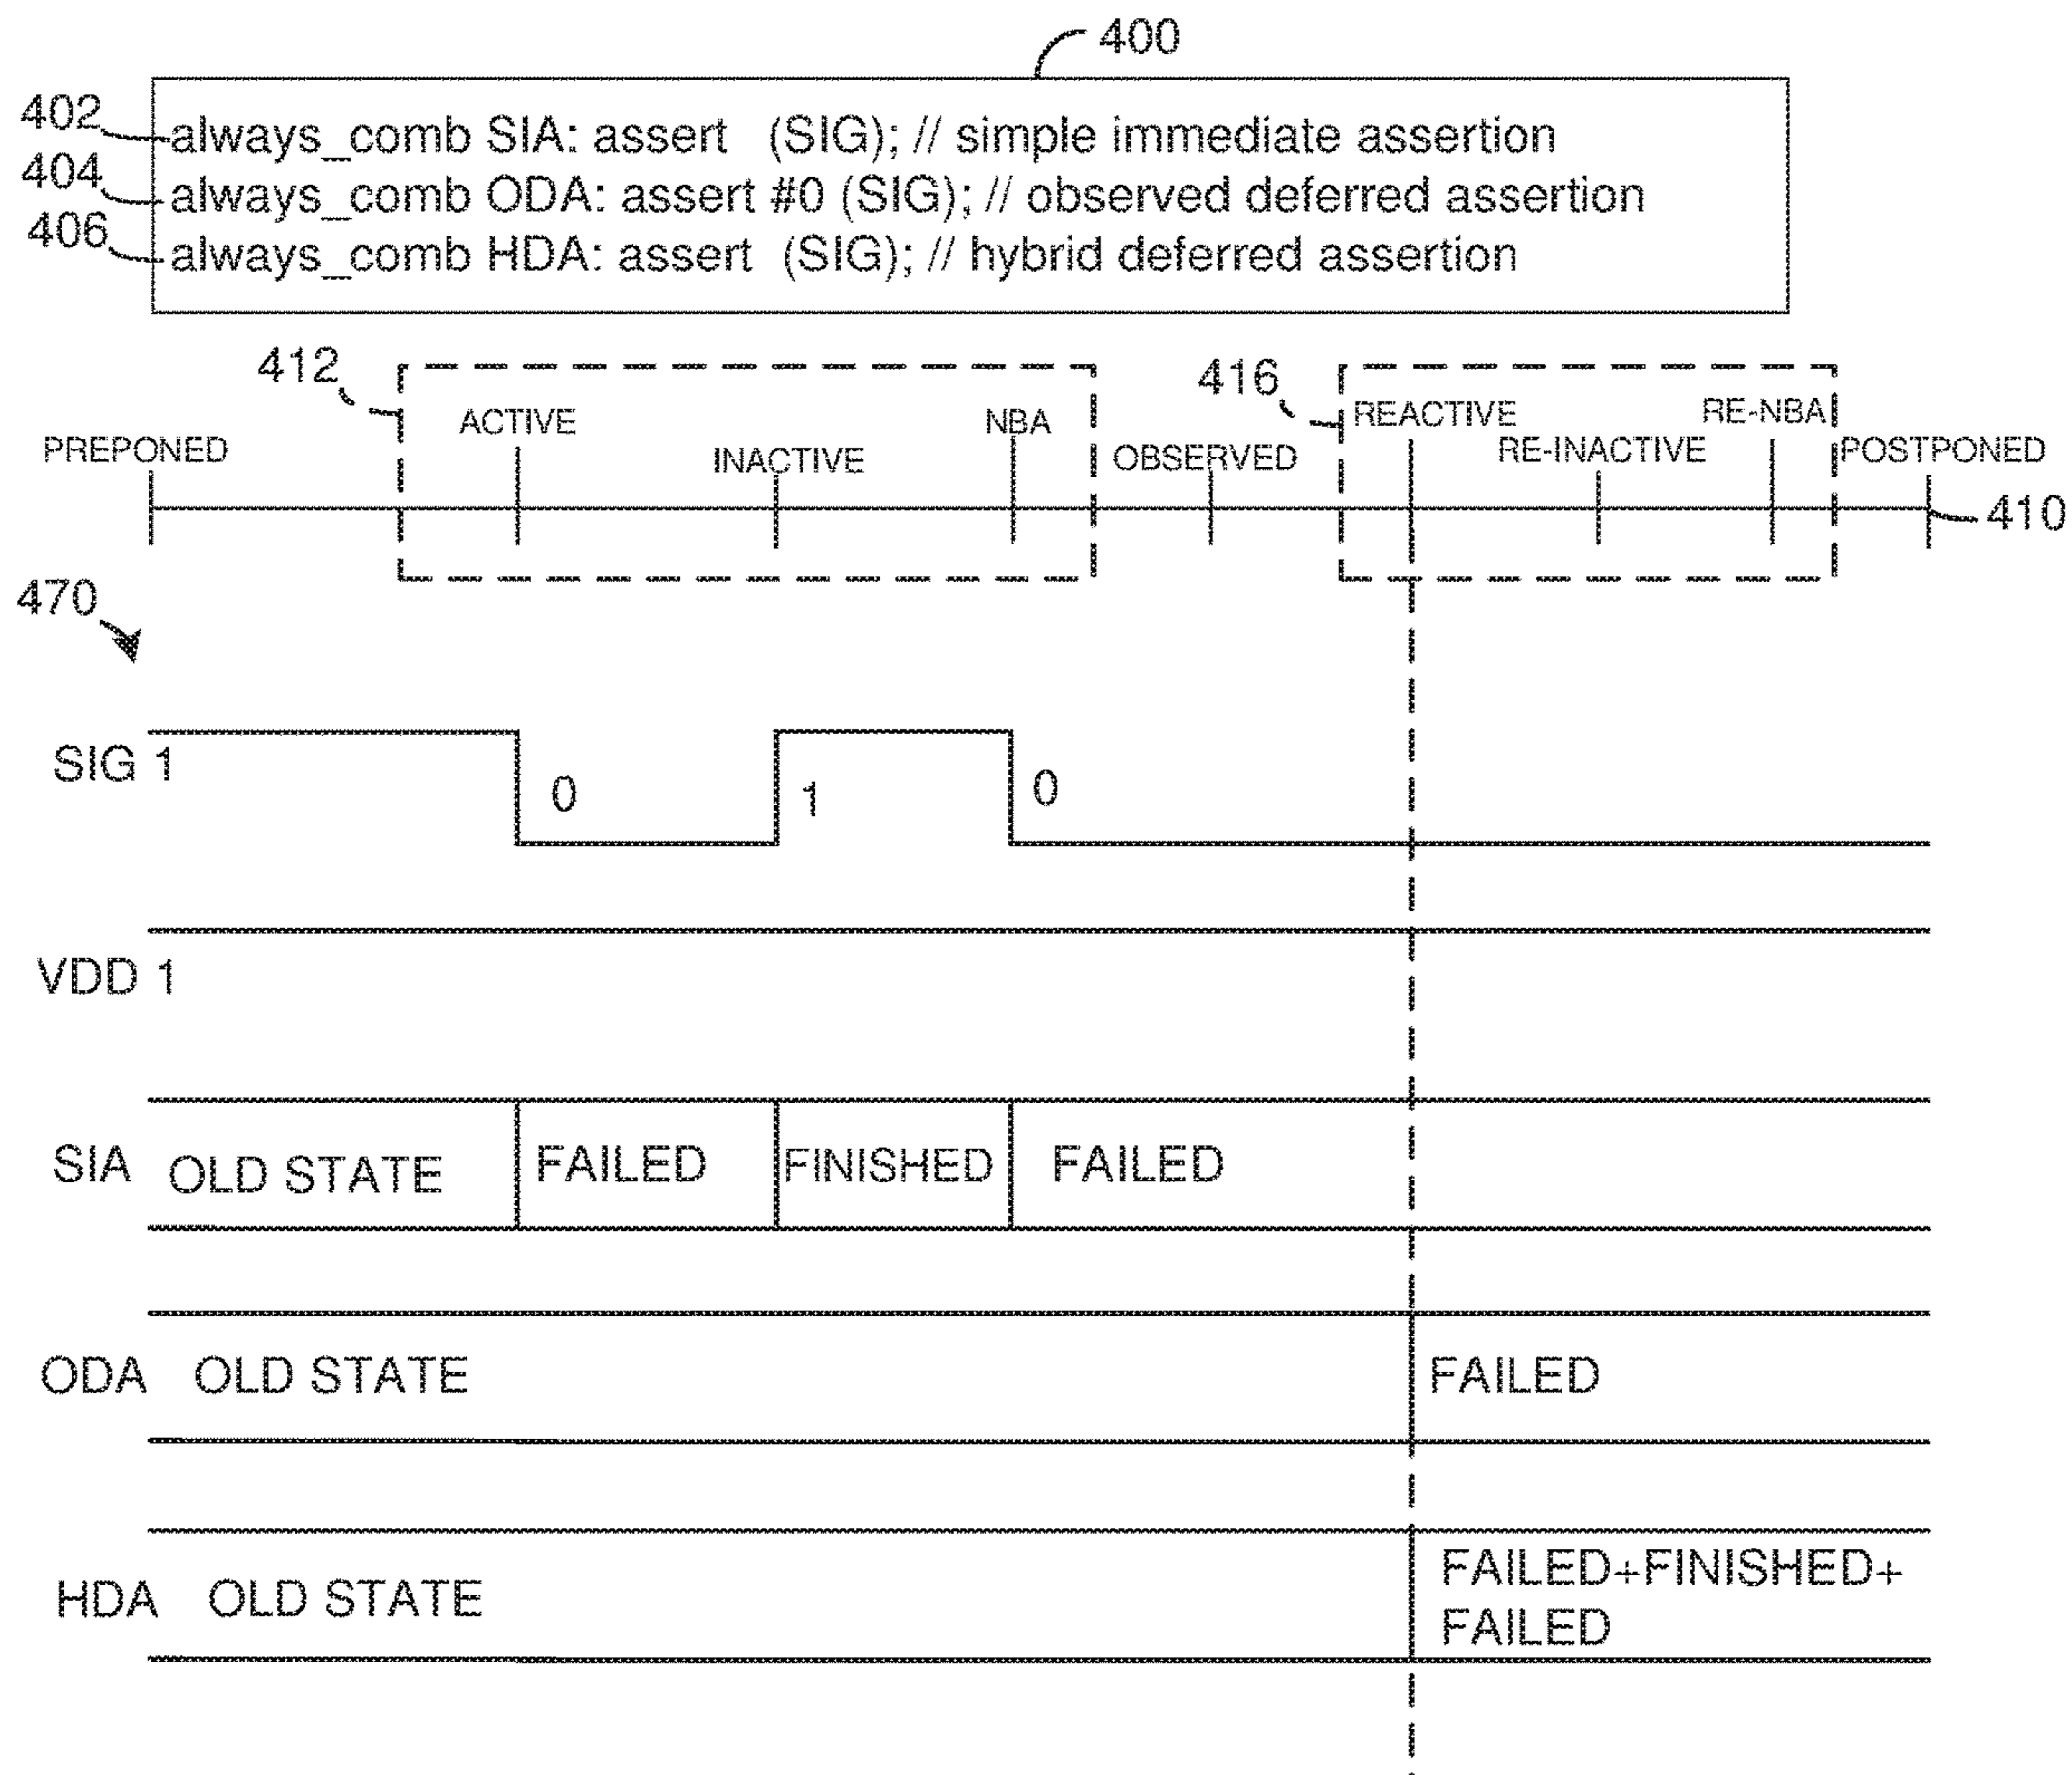 400
402 always_comb SIA: assert (SIG); // simple immediate assertion
404 always_comb ODA: assert #0 (SIG); // observed deferred assertion
406 always_comb HDA: assert (SIG); // hybrid deferred assertion
412
416
ACTIVE
NBA
REACTIVE
RE-NBA
PREPONED
INACTIVE
OBSERVED
RE-INACTIVE
POSTPONED
410
470
SIG 1
0
1
0
VDD 1
SIA OLD STATE FAILED FINISHED FAILED
ODA OLD STATE FAILED
HDA OLD STATE
FAILED+FINISHED+
FAILED